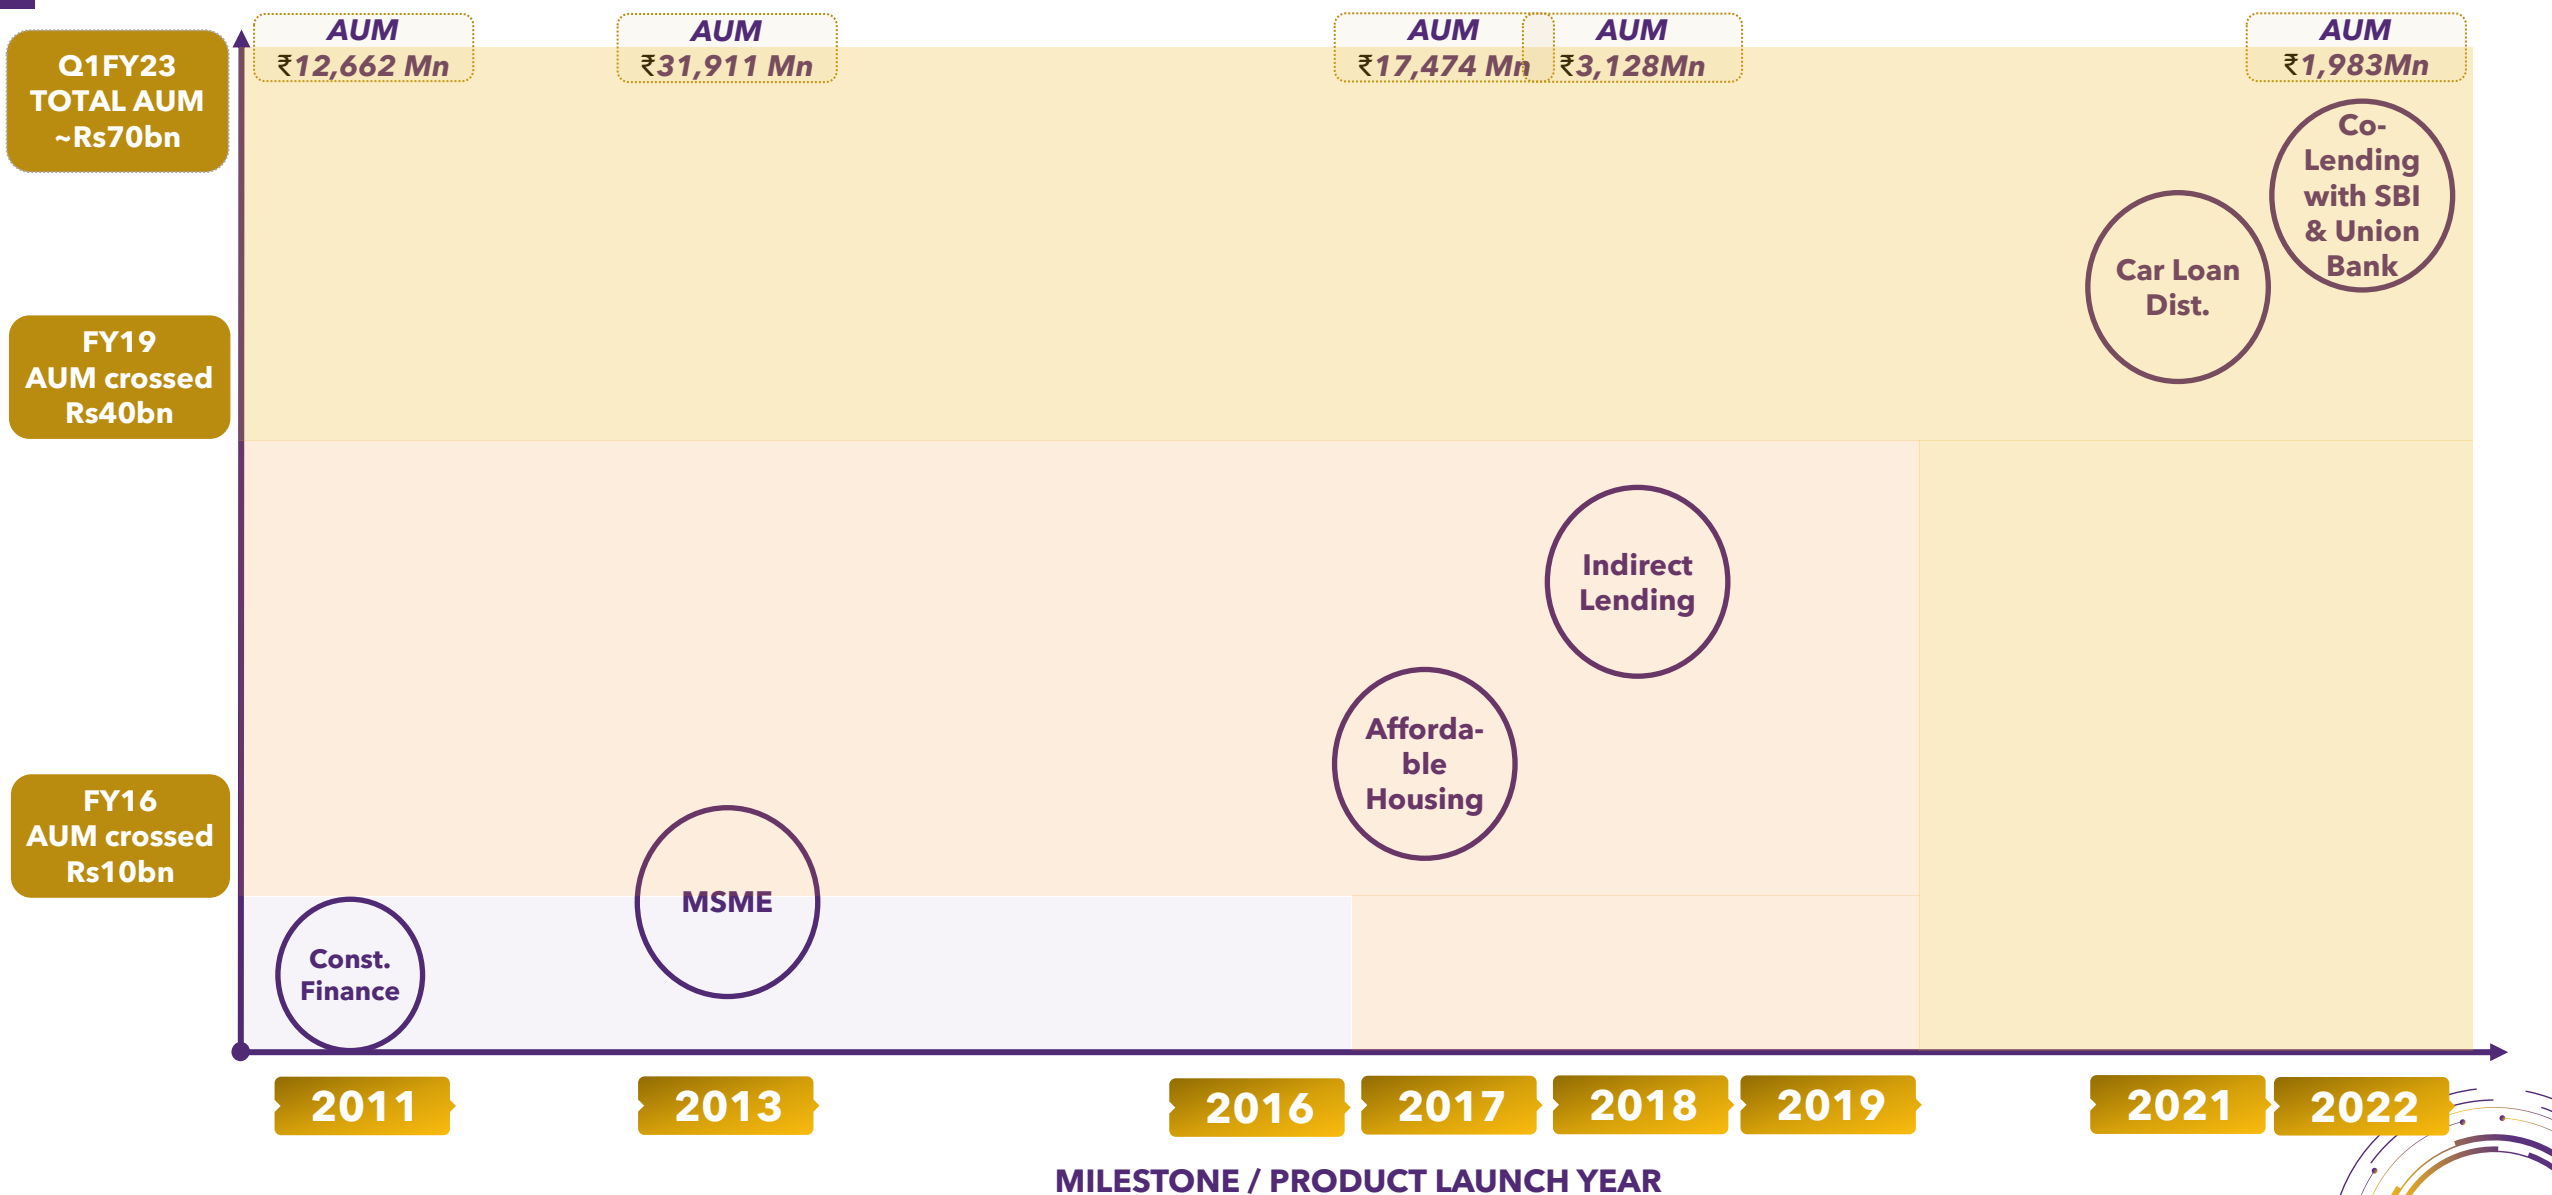 AUM
₹12,662 Mn
AUM
₹31,911 Mn
AUM
₹17,474 Mn
AUM
₹3,128Mn
AUM
₹1,983Mn
Q1FY23
TOTAL AUM
~Rs70bn
FY19
AUM crossed
Rs40bn
FY16
AUM crossed
Rs10bn
Co-
Lending
with SBI
& Union
Bank
Car Loan
Dist.
Indirect
Lending
Afforda-
ble
Housing
MSME
Const.
Finance
2011
2013
2016
2017
2018
2019
2021
2022
MILESTONE / PRODUCT LAUNCH YEAR